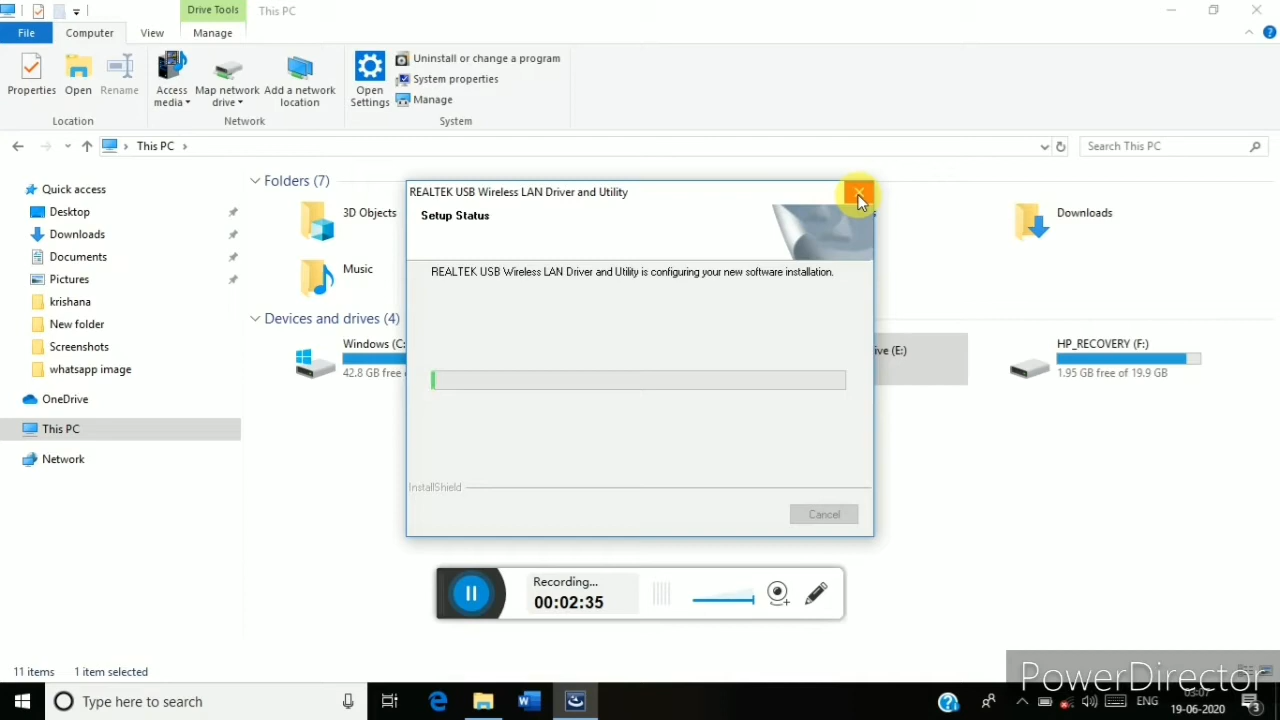 Drive Tools
This PC
File
Computer
View
Manage
Properties
Open
Rename
Access media
Map network drive
Add a network location
Open Settings
Uninstall or change a program
System properties
Manage
Location
Network
System
This PC
Search This PC
Quick access
Desktop
Downloads
Documents
Pictures
krishana
New folder
Screenshots
whatsapp image
OneDrive
This PC
Network
Folders (7)
3D Objects
Downloads
Music
Devices and drives (4)
Windows (C:
42.8 GB free
ive (E:)
HP_RECOVERY (F:)
1.95 GB free of 19.9 GB
REALTEK USB Wireless LAN Driver and Utility
Setup Status
REALTEK USB Wireless LAN Driver and Utility is configuring your new software installation.
InstallShield
Cancel
Recording...
00:02:35
11 items
1 item selected
PowerDirector
Type here to search
ENG
03:07
19-06-2020
3